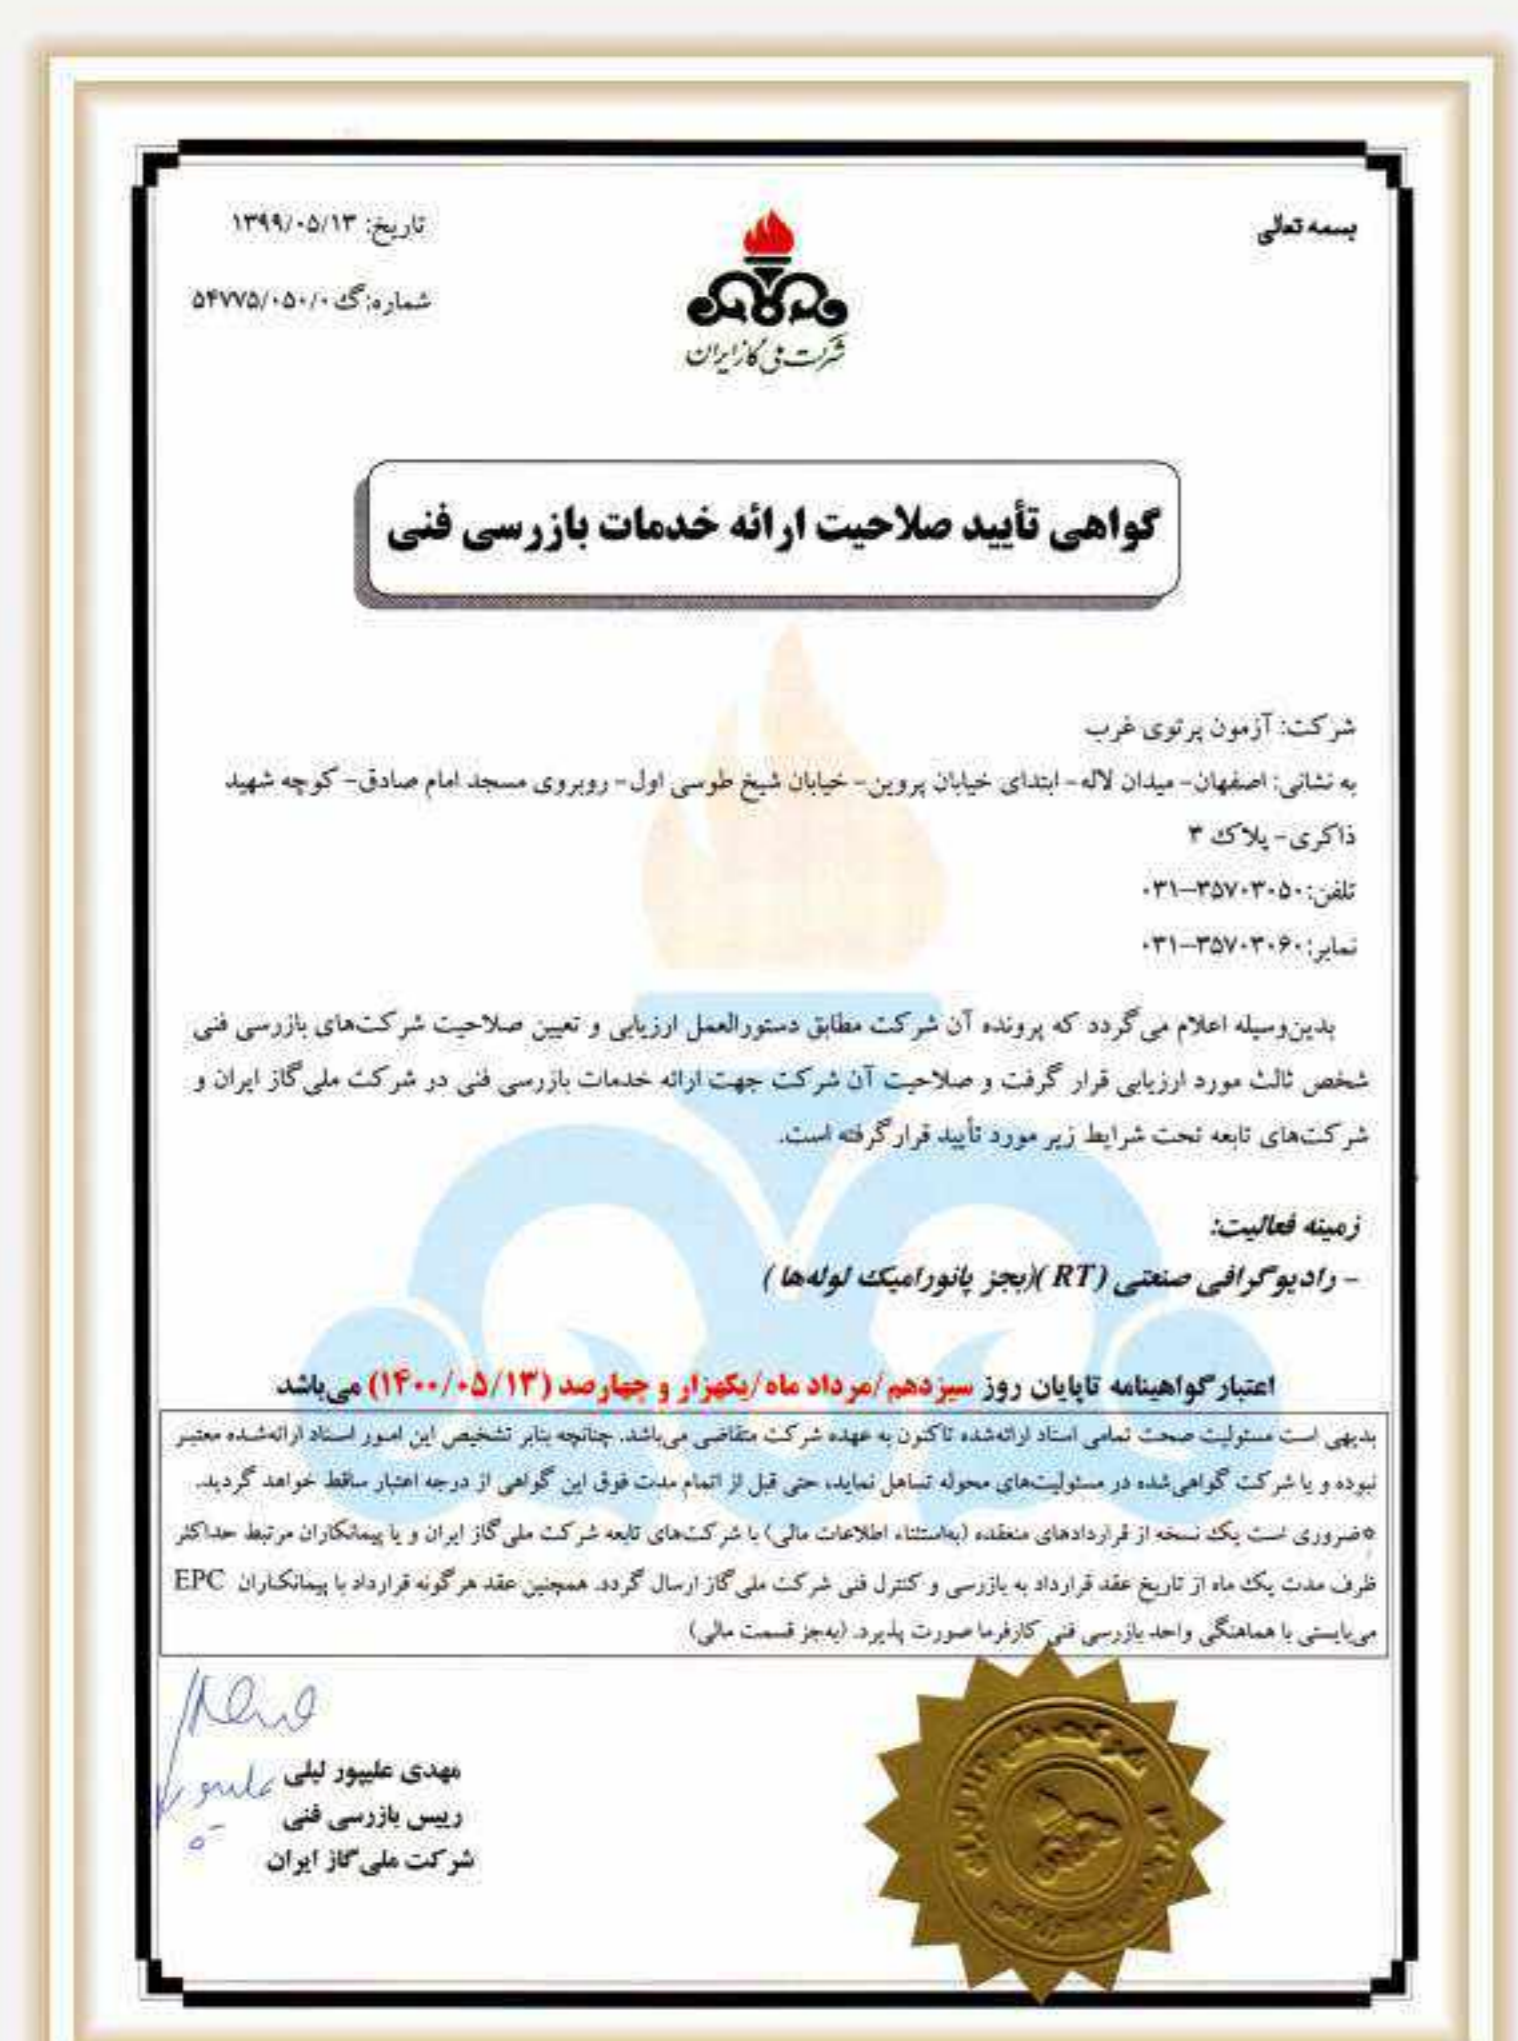 بسمه تعالی
تاریخ: ۱۳۹۹/۰۵/۱۳
شماره: گ ۰/۰۵۰/۵۴۷۷۵
شرکت ملی گاز ایران
گواهی تأیید صلاحیت ارائه خدمات بازرسی فنی
شرکت: آزمون پرتوی غرب
به نشانی: اصفهان- میدان لاله- ابتدای خیابان پروین- خیابان شیخ طوسی اول- روبروی مسجد امام صادق- کوچه شهید
ذاکری- پلاک ۳
تلفن: ۳۵۷۰۳۰۵۰-۰۳۱
نمابر: ۳۵۷۰۳۰۶۰-۰۳۱
بدین‌وسیله اعلام می‌گردد که پرونده آن شرکت مطابق دستورالعمل ارزیابی و تعیین صلاحیت شرکت‌های بازرسی فنی
شخص ثالث مورد ارزیابی قرار گرفت و صلاحیت آن شرکت جهت ارائه خدمات بازرسی فنی در شرکت ملی گاز ایران و
شرکت‌های تابعه تحت شرایط زیر مورد تأیید قرار گرفته است.
زمینه فعالیت:
- رادیوگرافی صنعتی (RT)(بجز پانورامیک لوله‌ها)
اعتبار گواهینامه تاپایان روز سیزدهم/مرداد ماه/یکهزار و چهارصد (۱۴۰۰/۰۵/۱۳) می‌باشد
بدیهی است مسئولیت صحت تمامی اسناد ارائه‌شده تاکنون به عهده شرکت متقاضی می‌باشد. چنانچه بنابر تشخیص این امور اسناد ارائه‌شده معتبر
نبوده و یا شرکت گواهی‌شده در مسئولیت‌های محوله تساهل نماید، حتی قبل از اتمام مدت فوق این گواهی از درجه اعتبار ساقط خواهد گردید.
*ضروری است یک نسخه از قراردادهای منعقده (به‌استثناء اطلاعات مالی) با شرکت‌های تابعه شرکت ملی گاز ایران و یا پیمانکاران مرتبط حداکثر
ظرف مدت یک ماه از تاریخ عقد قرارداد به بازرسی و کنترل فنی شرکت ملی گاز ارسال گردد. همچنین عقد هرگونه قرارداد با پیمانکاران EPC
می‌بایستی با هماهنگی واحد بازرسی فنی کارفرما صورت پذیرد. (به‌جز قسمت مالی)
مهدی علیپور لیلی
رییس بازرسی فنی
شرکت ملی گاز ایران